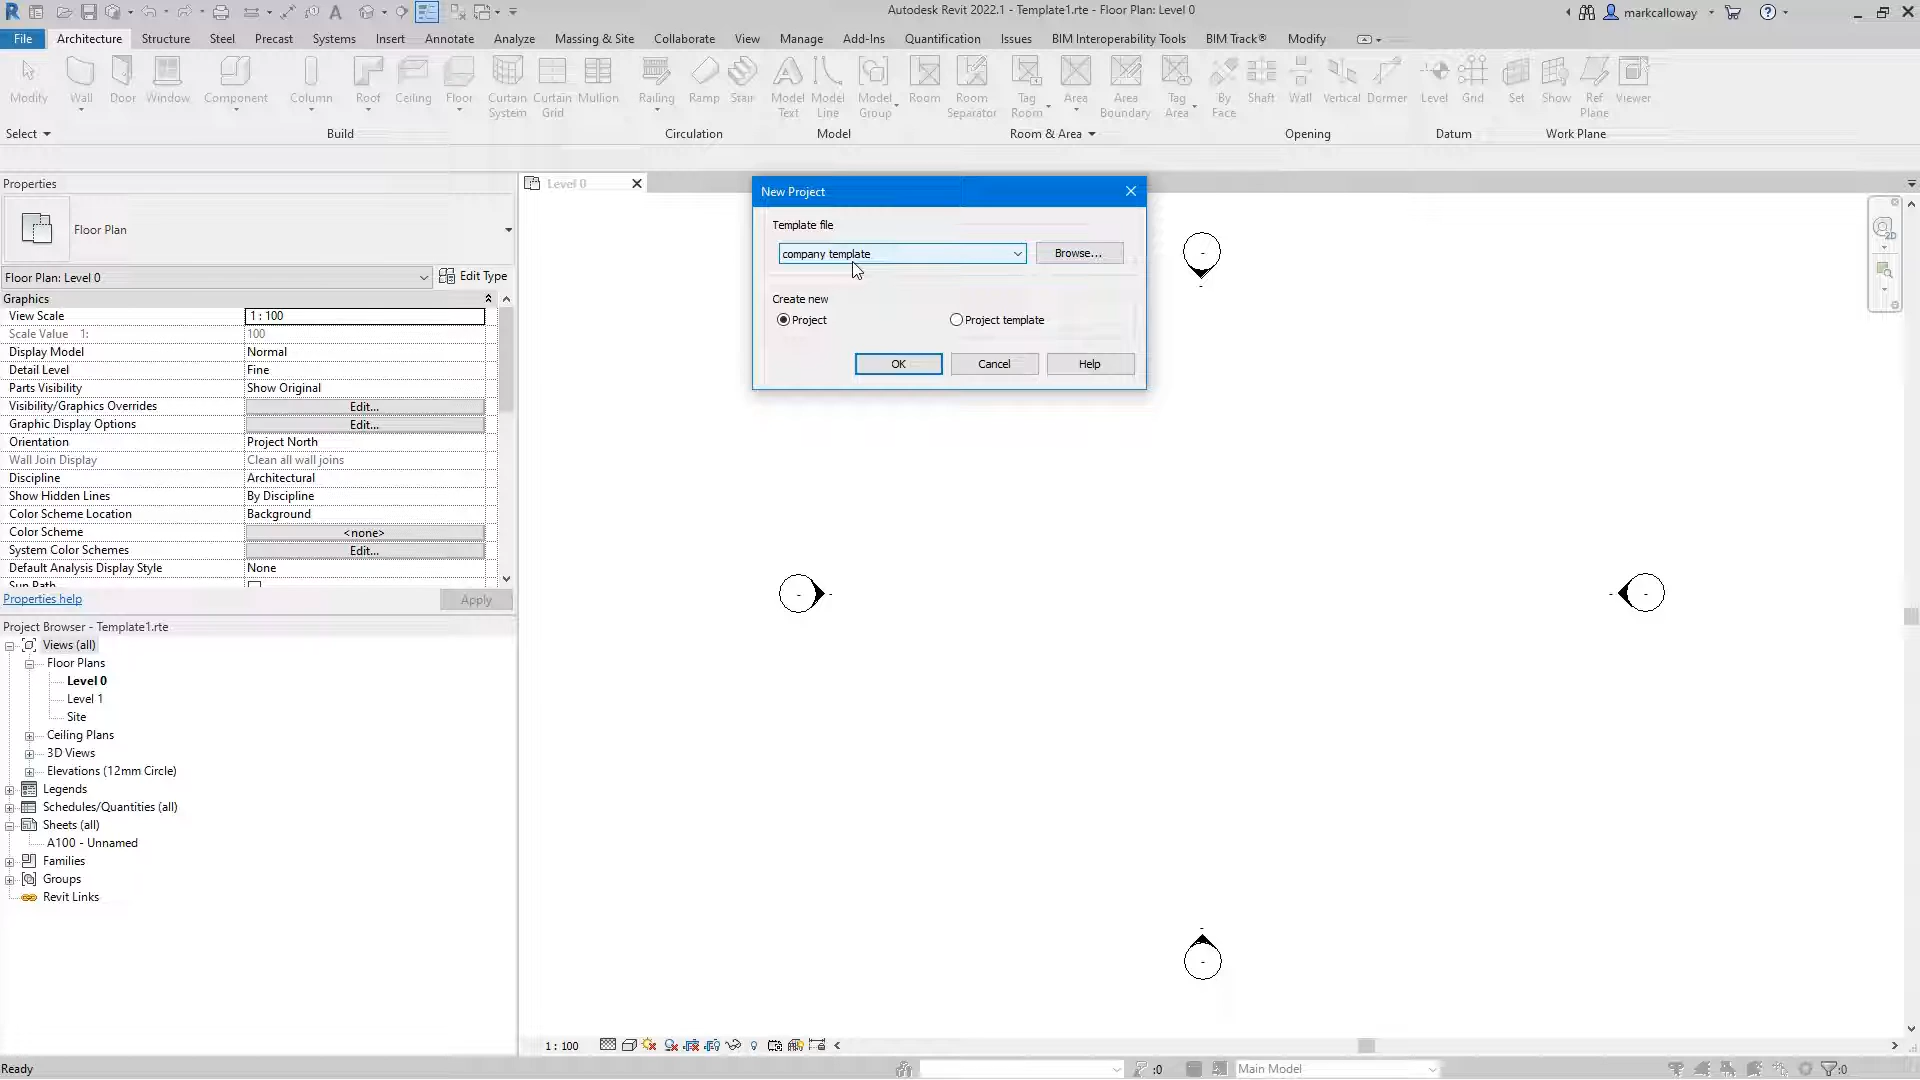 Autodesk Revit 2022.1 - Template1.rte - Floor Plan: Level 0
markcalloway
File
Architecture
Structure
Steel
Precast
Systems
Insert
Annotate
Analyze
Massing & Site
Collaborate
View
Manage
Add-Ins
Quantification
Issues
BIM Interoperability Tools
BIM Track®
Modify
Modify
Wall
Door
Window
Component
Column
Roof
Ceiling
Floor
Curtain System
Curtain Grid
Mullion
Railing
Ramp
Stair
Model Text
Model Line
Model Group
Room
Room Separator
Tag Room
Area
Area Boundary
Tag Area
By Face
Shaft
Wall
Vertical
Dormer
Level
Grid
Set
Show
Ref Plane
Viewer
Select
Build
Circulation
Model
Room & Area
Opening
Datum
Work Plane
Properties
Floor Plan
Floor Plan: Level 0
Edit Type
Graphics
View Scale 1 : 100
Scale Value 1: 100
Display Model Normal
Detail Level Fine
Parts Visibility Show Original
Visibility/Graphics Overrides Edit...
Graphic Display Options Edit...
Orientation Project North
Wall Join Display Clean all wall joins
Discipline Architectural
Show Hidden Lines By Discipline
Color Scheme Location Background
Color Scheme <none>
System Color Schemes Edit...
Default Analysis Display Style None
Sun Path
Properties help
Apply
Project Browser - Template1.rte
Views (all)
Floor Plans
Level 0
Level 1
Site
Ceiling Plans
3D Views
Elevations (12mm Circle)
Legends
Schedules/Quantities (all)
Sheets (all)
A100 - Unnamed
Families
Groups
Revit Links
Level 0
New Project
Template file
company template
Browse...
Create new
Project
Project template
OK
Cancel
Help
2D
1 : 100
Ready
:0
Main Model
:0